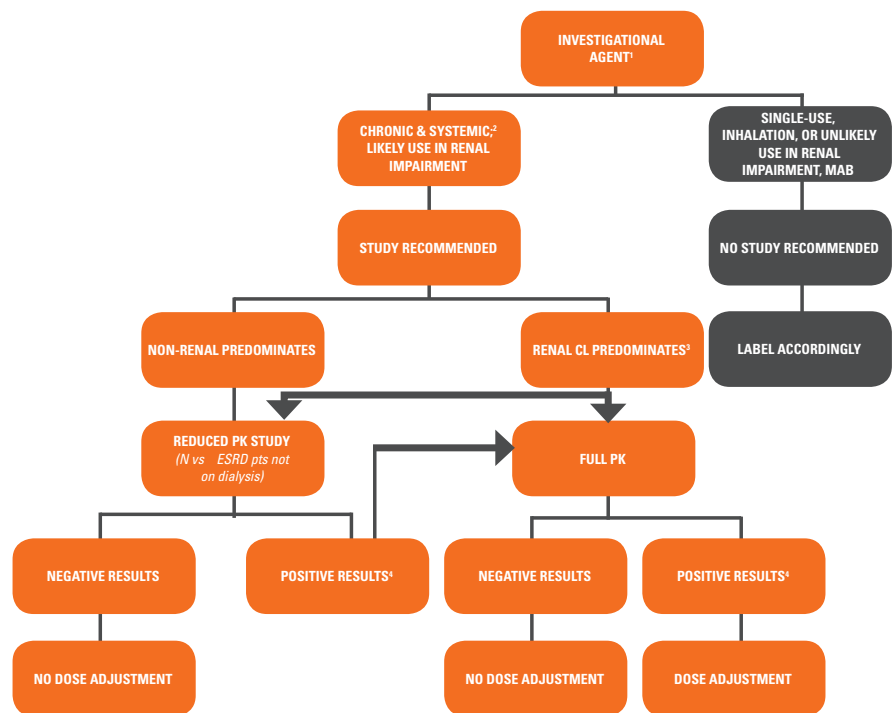 INVESTIGATIONAL
AGENT¹
CHRONIC & SYSTEMIC;²
LIKELY USE IN RENAL
IMPAIRMENT
SINGLE-USE,
INHALATION, OR UNLIKELY
USE IN RENAL
IMPAIRMENT, MAB
STUDY RECOMMENDED
NO STUDY RECOMMENDED
NON-RENAL PREDOMINATES
RENAL CL PREDOMINATES³
LABEL ACCORDINGLY
REDUCED PK STUDY
(N vs ESRD pts not
on dialysis)
FULL PK
NEGATIVE RESULTS
POSITIVE RESULTS⁴
NEGATIVE RESULTS
POSITIVE RESULTS⁴
NO DOSE ADJUSTMENT
NO DOSE ADJUSTMENT
DOSE ADJUSTMENT